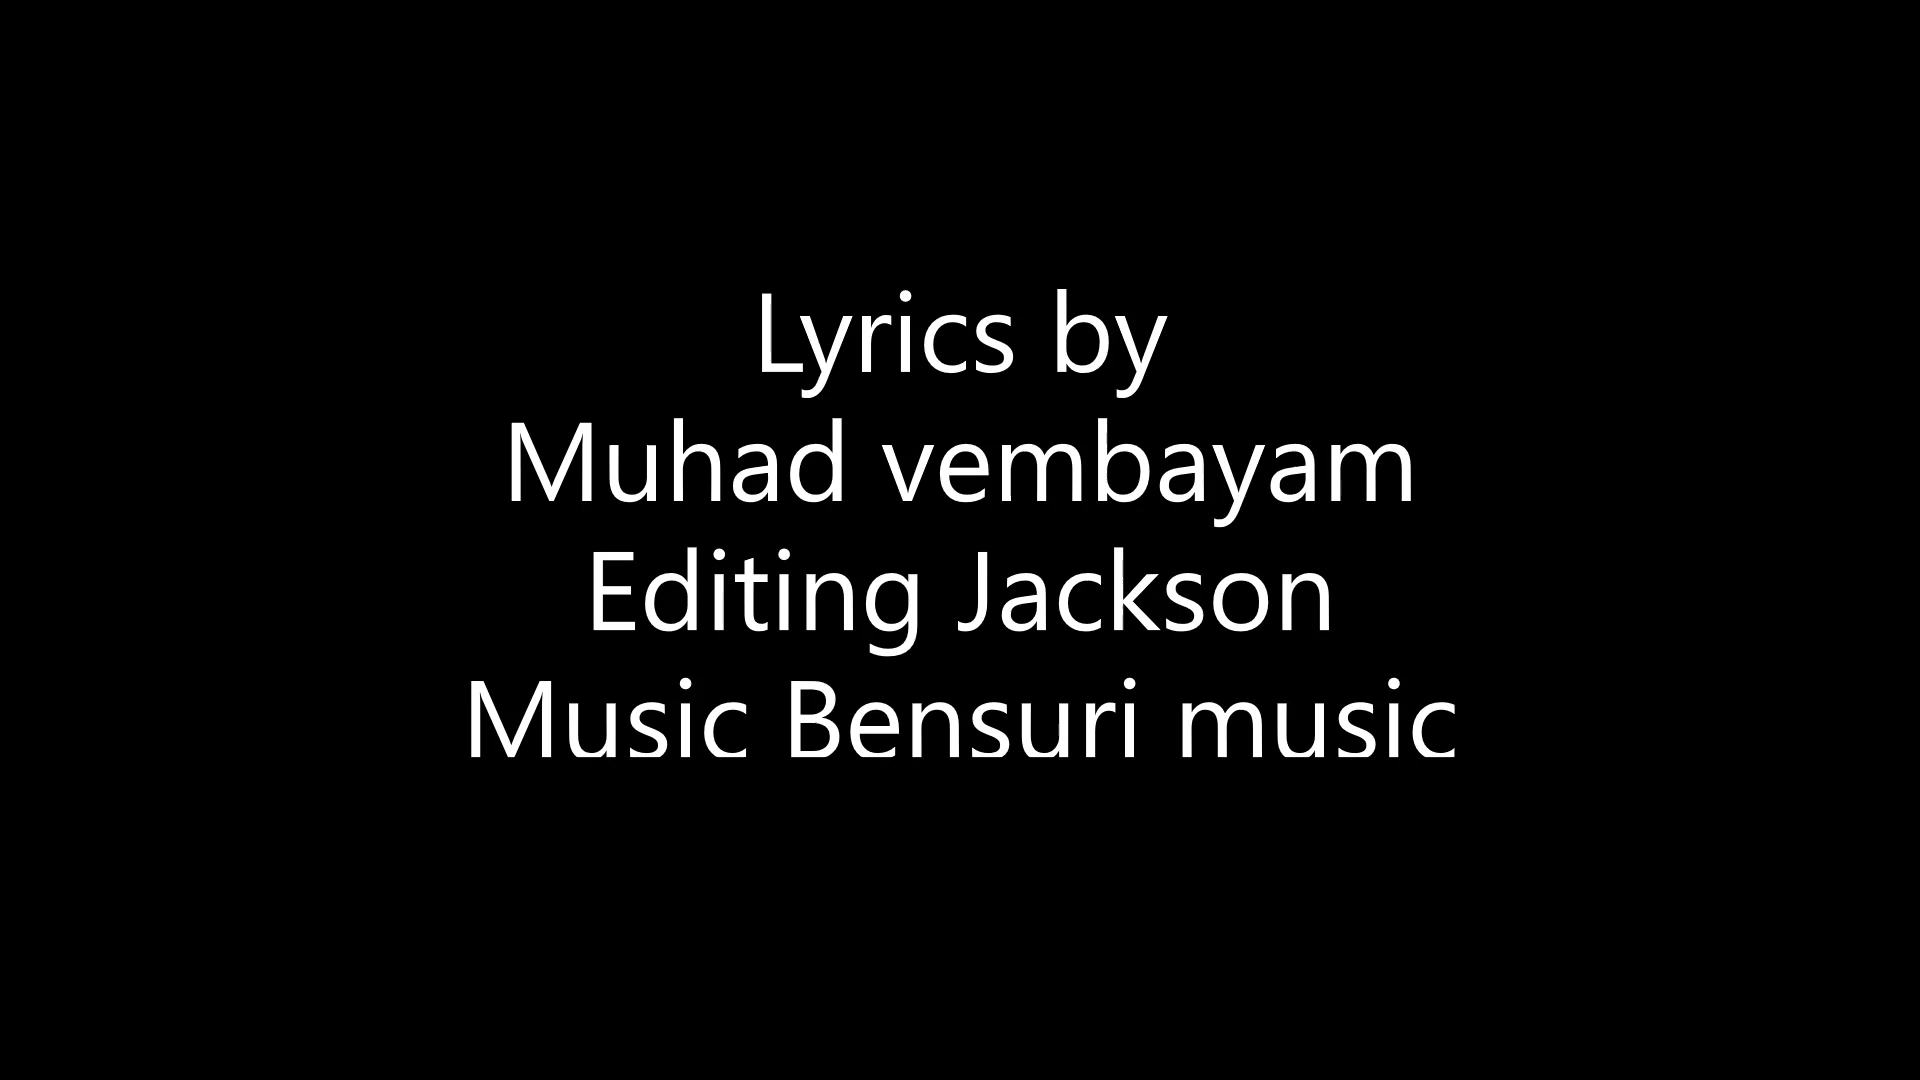 Lyrics by
Muhad vembayam
Editing Jackson
Music Bensuri music